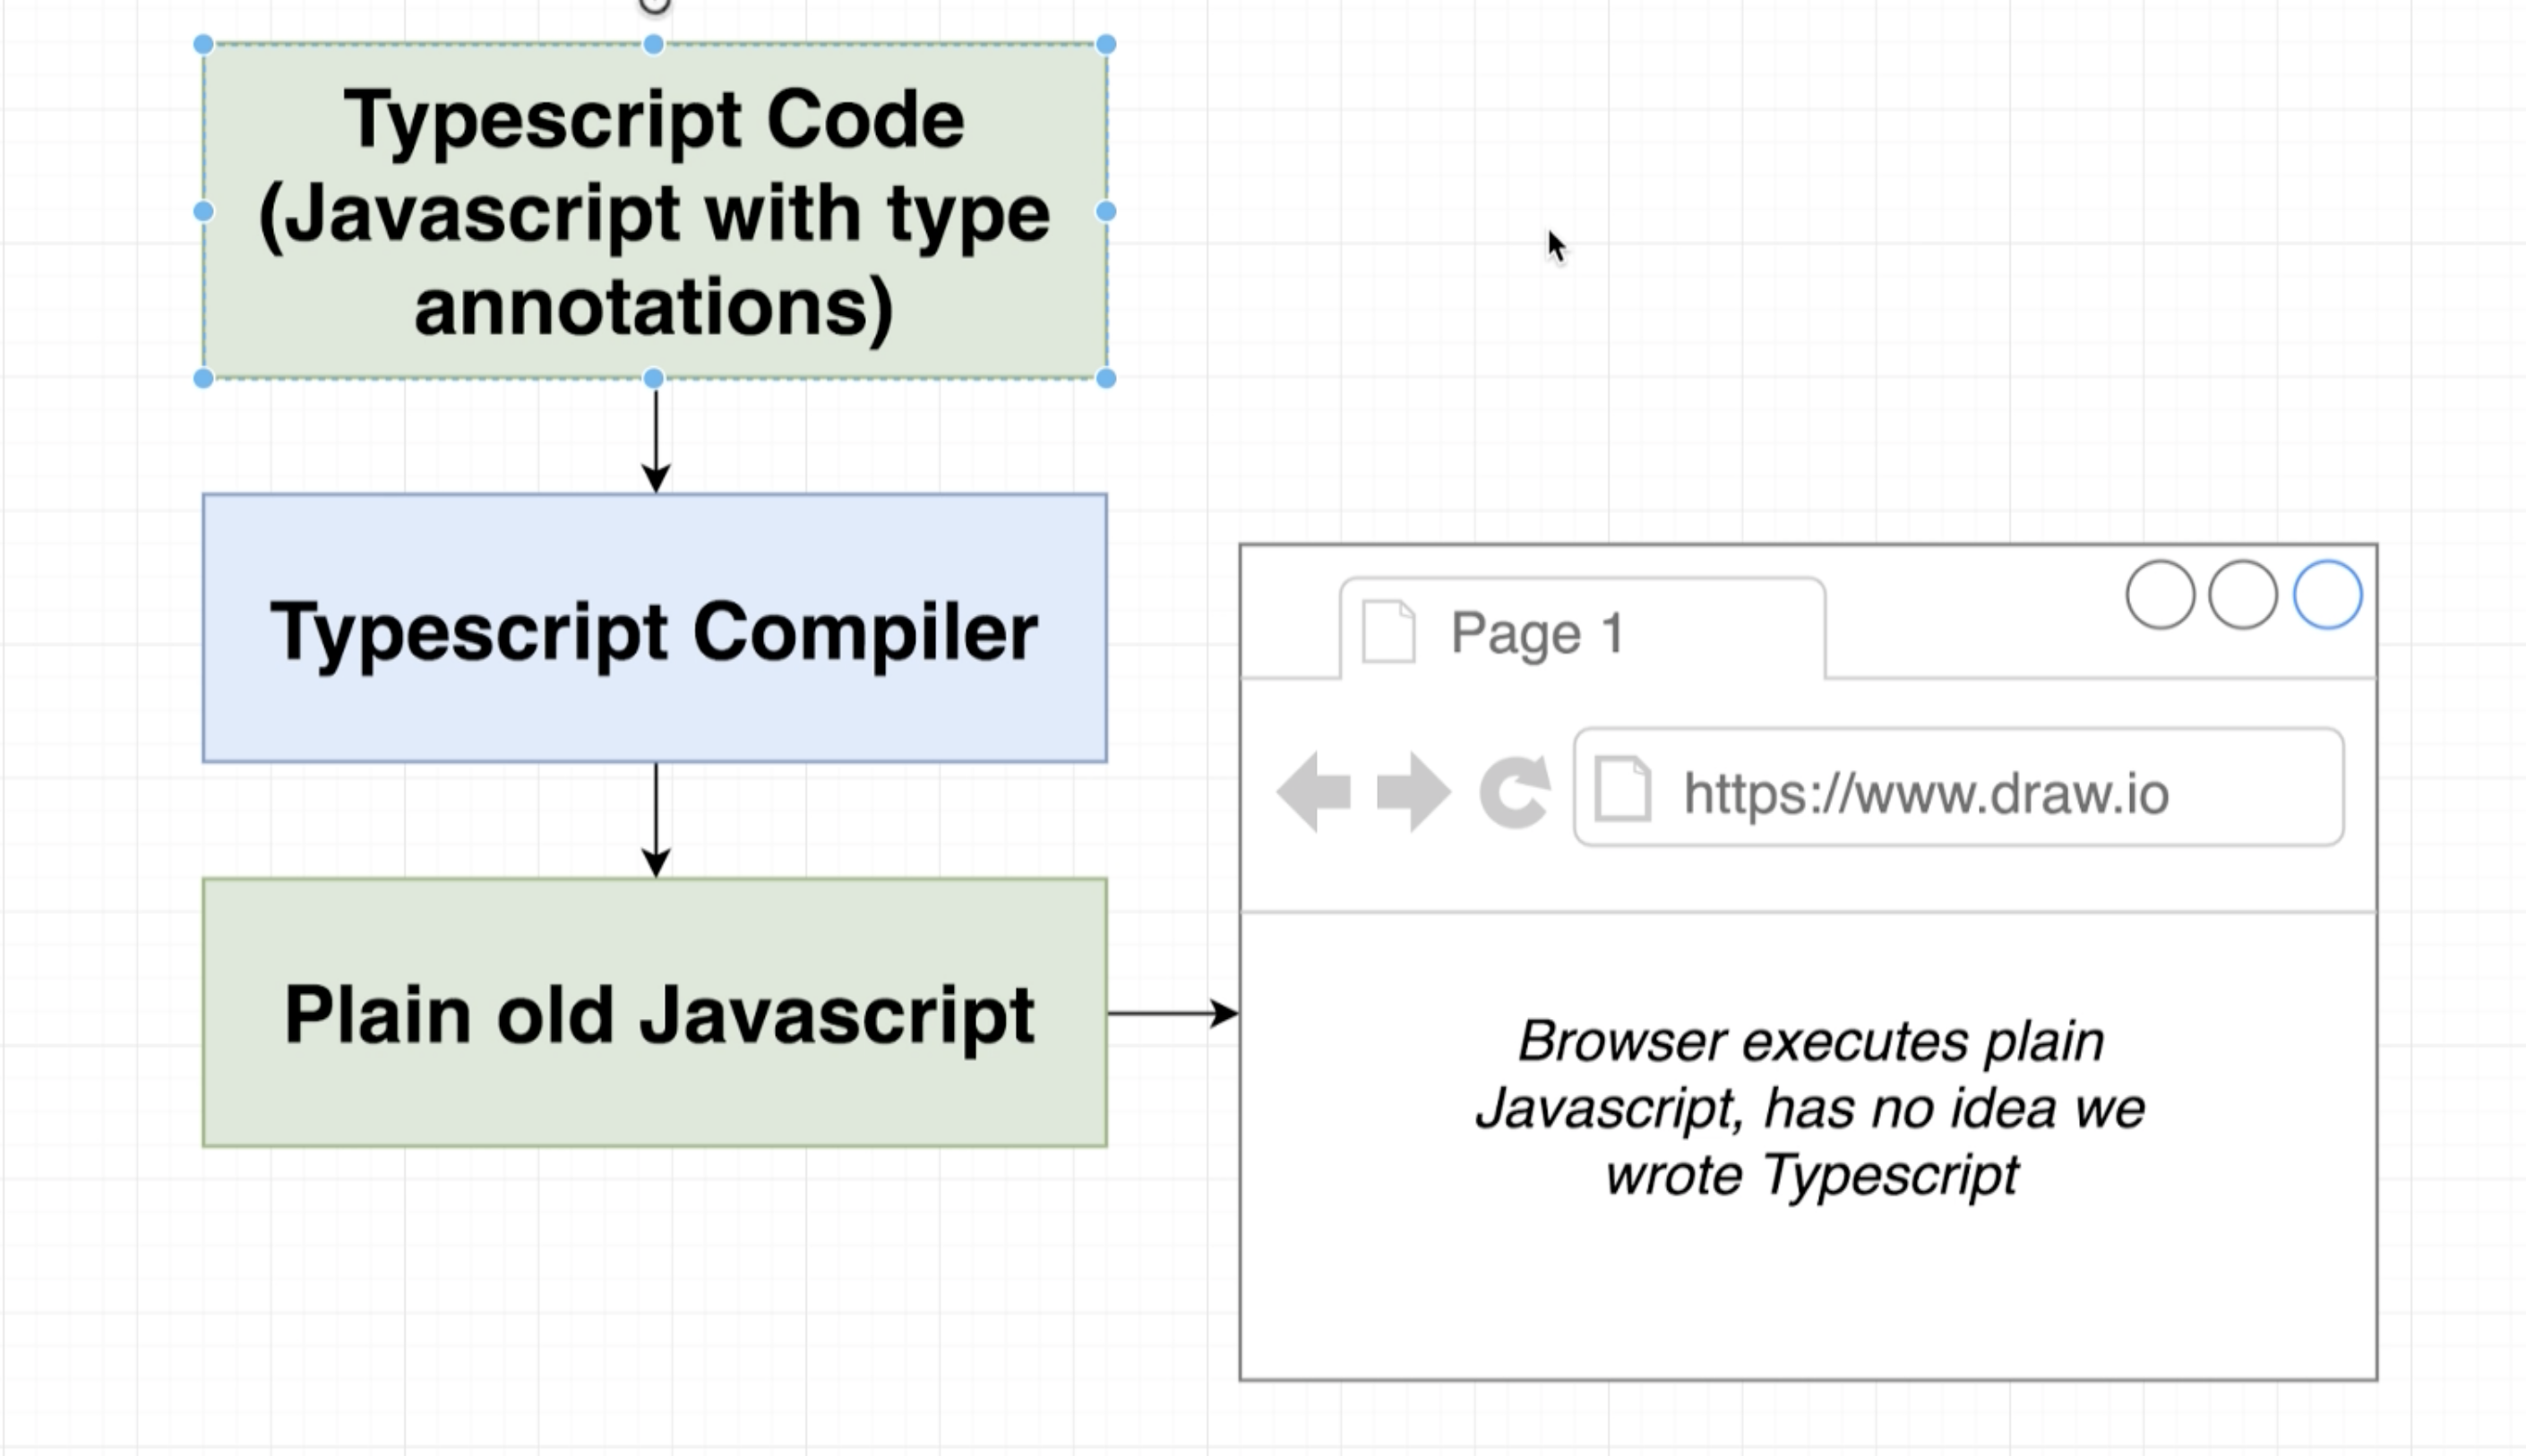 Typescript Code
(Javascript with type
annotations)
Typescript Compiler
Plain old Javascript
Page 1
https://www.draw.io
Browser executes plain
Javascript, has no idea we
wrote Typescript